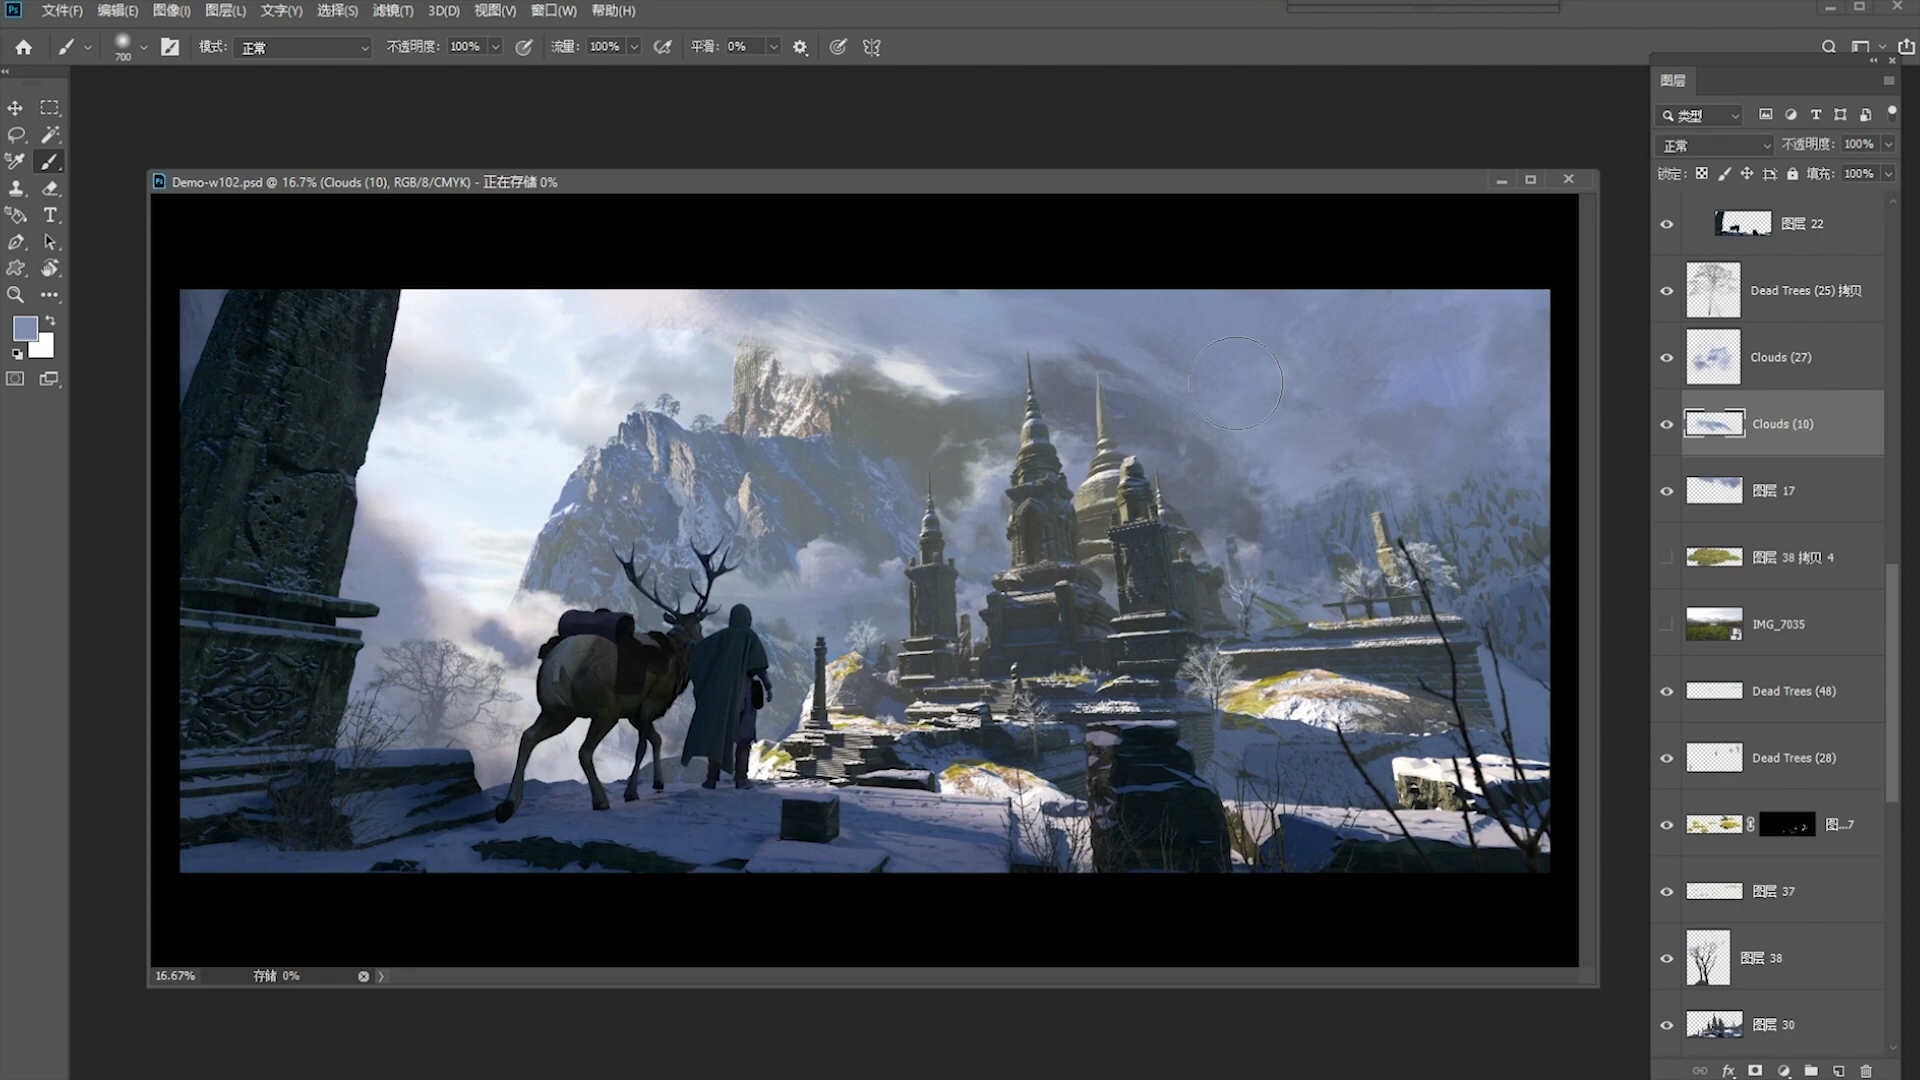 Ps 文件(F) 编辑(E) 图像(I) 图层(L) 文字(Y) 选择(S) 滤镜(T) 3D(D) 视图(V) 窗口(W) 帮助(H)
700 模式: 正常 不透明度: 100% 流量: 100% 平滑: 0%
图层
类型
正常 不透明度: 100%
锁定: 填充: 100%
Ps Demo-w102.psd @ 16.7% (Clouds (10), RGB/8/CMYK) - 正在存储 0%
图层 22
Dead Trees (25) 拷贝
Clouds (27)
Clouds (10)
图层 17
图层 38 拷贝 4
IMG_7035
Dead Trees (48)
Dead Trees (28)
图...7
图层 37
图层 38
图层 30
16.67% 存储 0%
fx